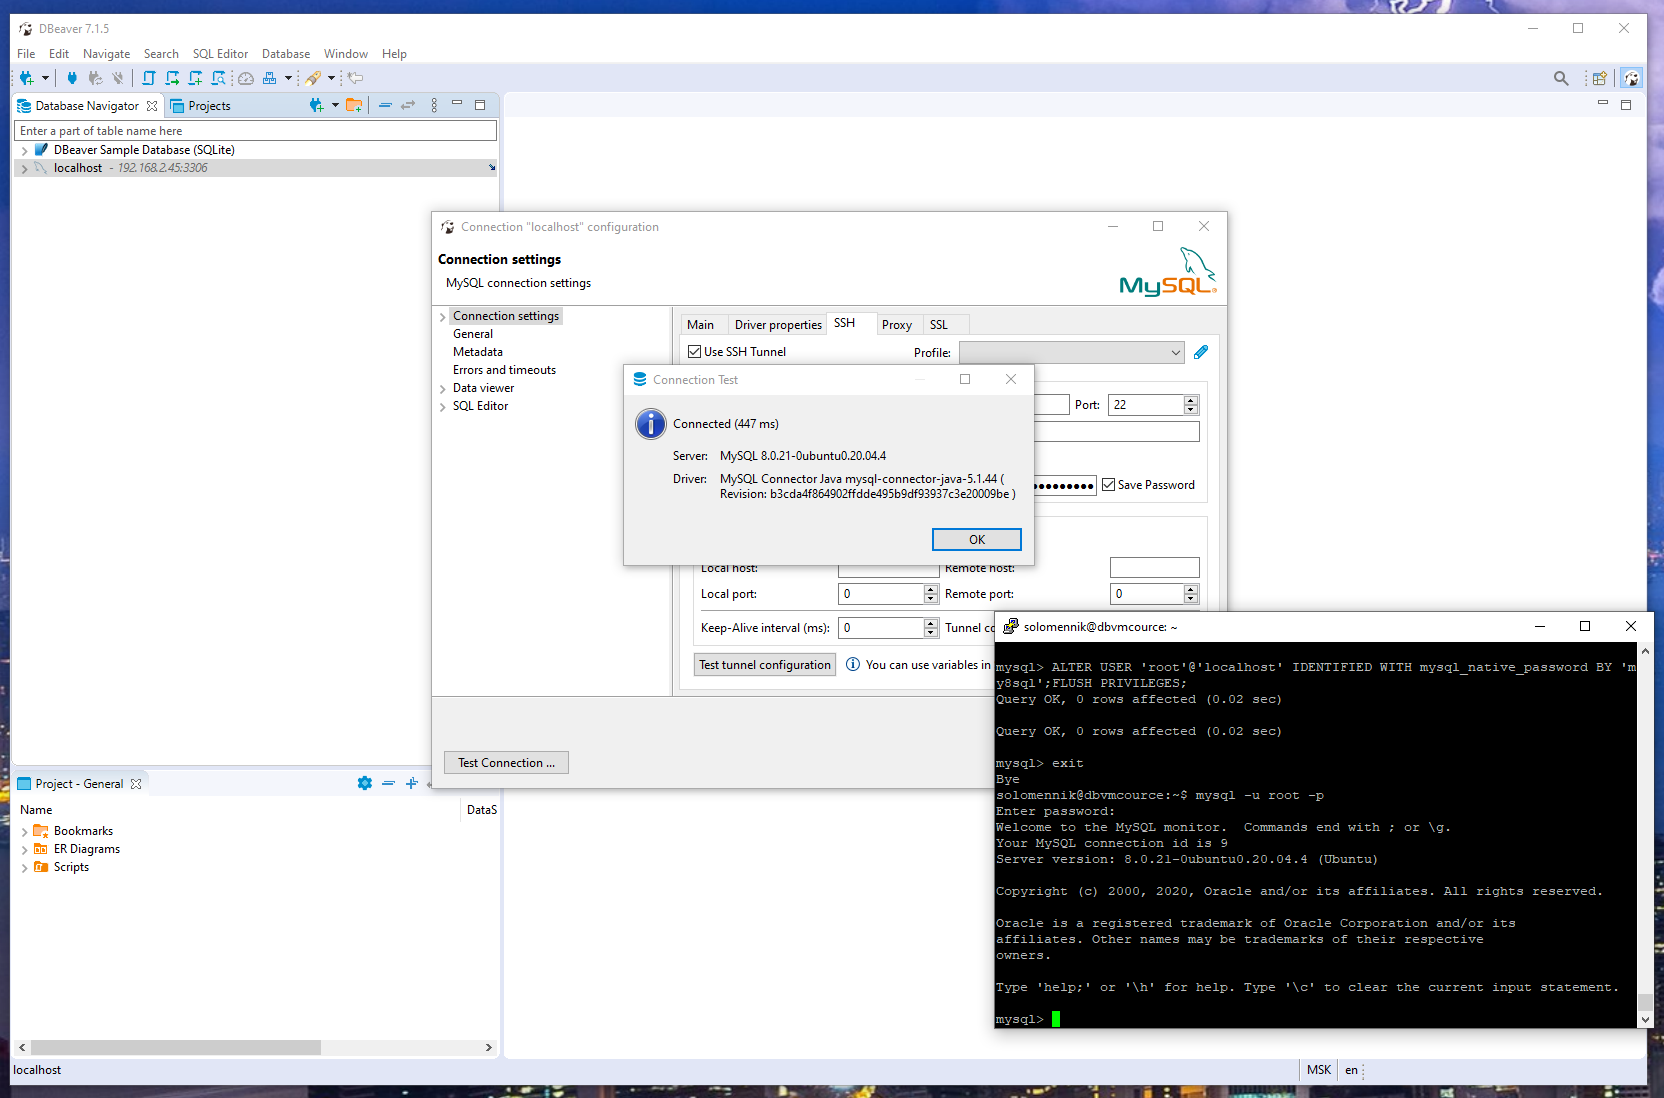 DBeaver 7.1.5
File Edit Navigate Search SQL Editor Database Window Help
Database Navigator Projects
Enter a part of table name here
DBeaver Sample Database (SQLite)
localhost - 192.168.2.45:3306
Connection "localhost" configuration
Connection settings
MySQL connection settings
MySQL
Connection settings
General
Metadata
Errors and timeouts
Data viewer
SQL Editor
Main Driver properties SSH Proxy SSL
Use SSH Tunnel Profile:
Port: 22
Save Password
Connection Test
Connected (447 ms)
Server: MySQL 8.0.21-0ubuntu0.20.04.4
Driver: MySQL Connector Java mysql-connector-java-5.1.44 (
Revision: b3cda4f864902ffdde495b9df93937c3e20009be )
OK
Local host: Remote host:
Local port: 0 Remote port: 0
Keep-Alive interval (ms): 0 Tunnel co
Test tunnel configuration You can use variables in
Test Connection ...
Project - General
Name DataS
Bookmarks
ER Diagrams
Scripts
solomennik@dbvmcource: ~
mysql> ALTER USER 'root'@'localhost' IDENTIFIED WITH mysql_native_password BY 'm
y8sql';FLUSH PRIVILEGES;
Query OK, 0 rows affected (0.02 sec)
Query OK, 0 rows affected (0.02 sec)
mysql> exit
Bye
solomennik@dbvmcource:~$ mysql -u root -p
Enter password:
Welcome to the MySQL monitor.  Commands end with ; or \g.
Your MySQL connection id is 9
Server version: 8.0.21-0ubuntu0.20.04.4 (Ubuntu)
Copyright (c) 2000, 2020, Oracle and/or its affiliates. All rights reserved.
Oracle is a registered trademark of Oracle Corporation and/or its
affiliates. Other names may be trademarks of their respective
owners.
Type 'help;' or '\h' for help. Type '\c' to clear the current input statement.
mysql>
localhost
MSK en